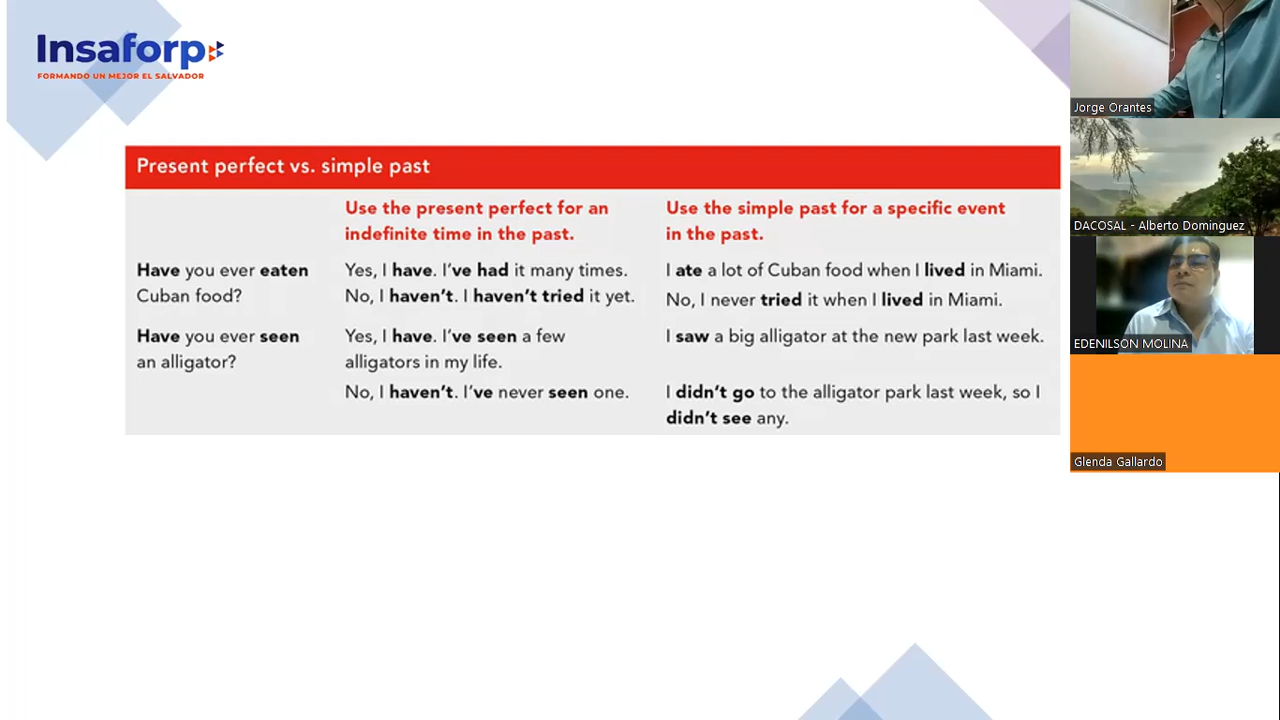 Insaforp
FORMANDO UN MEJOR EL SALVADOR
Present perfect vs. simple past
Use the present perfect for an
indefinite time in the past.
Use the simple past for a specific event
in the past.
Have you ever eaten
Cuban food?
Yes, I have. I've had it many times.
No, I haven't. I haven't tried it yet.
I ate a lot of Cuban food when I lived in Miami.
No, I never tried it when I lived in Miami.
Have you ever seen
an alligator?
Yes, I have. I've seen a few
alligators in my life.
No, I haven't. I've never seen one.
I saw a big alligator at the new park last week.
I didn't go to the alligator park last week, so I
didn't see any.
Jorge Orantes
DACOSAL - Alberto Dominguez
EDENILSON MOLINA
Glenda Gallardo